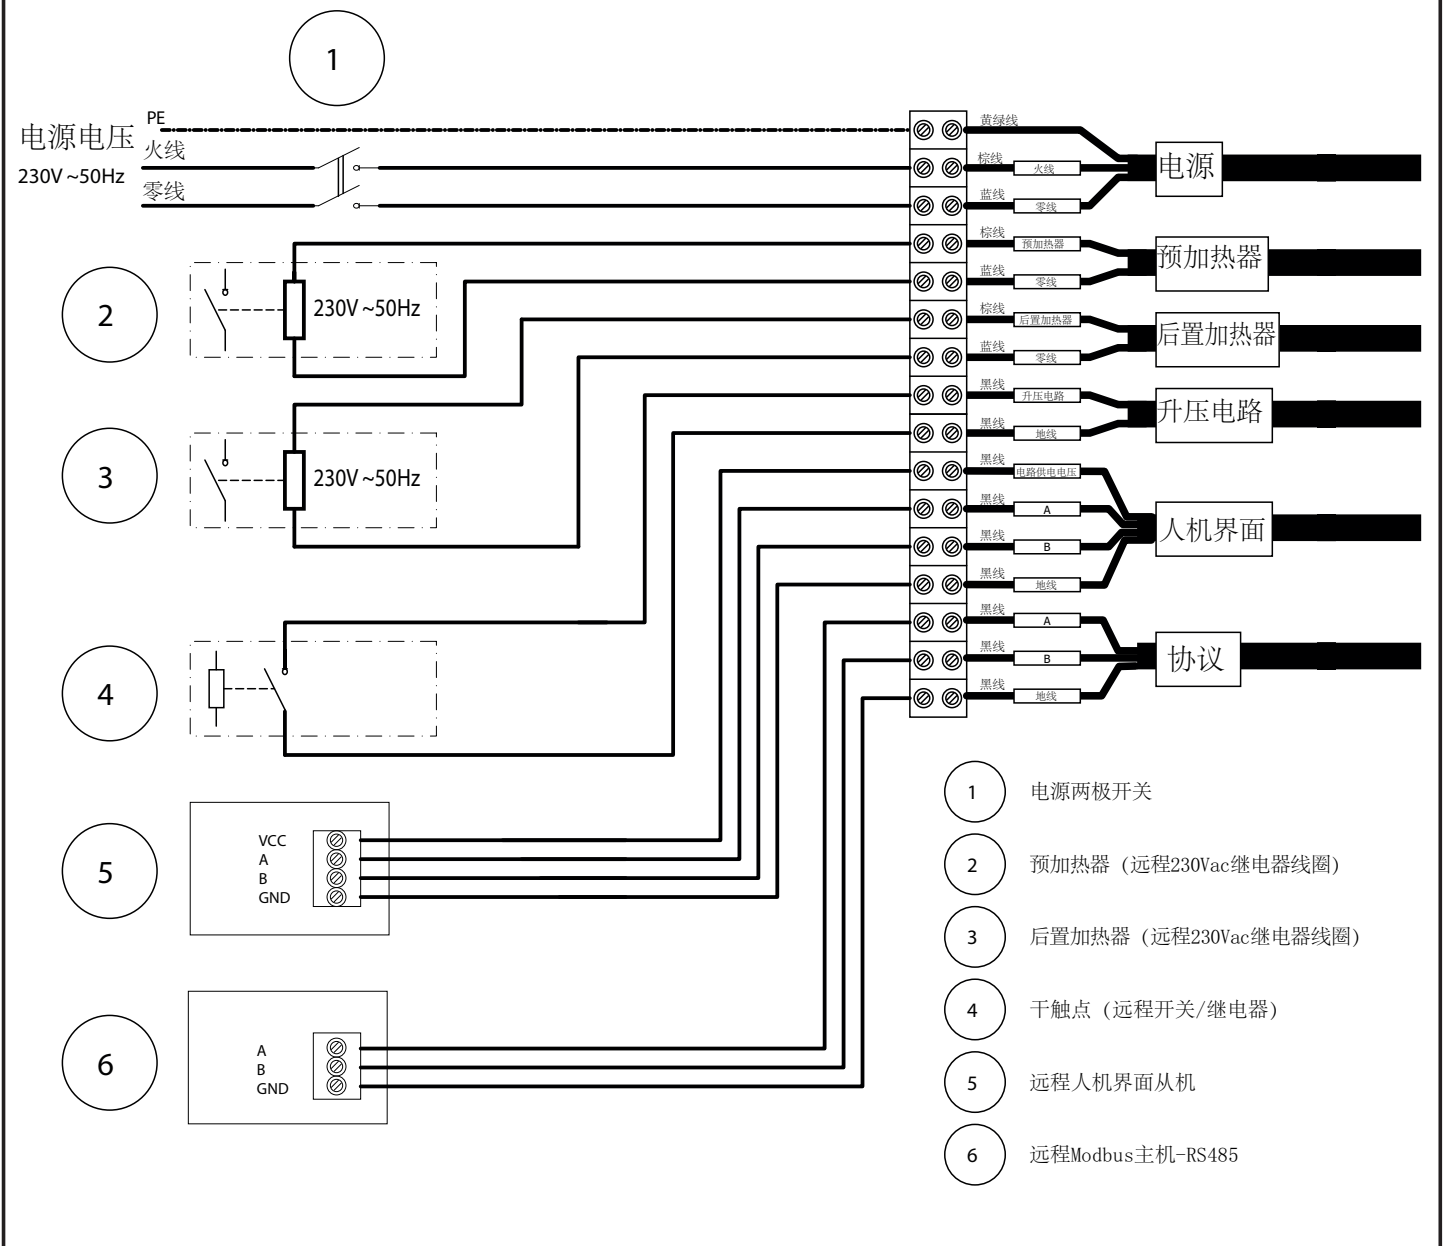 1
PE
电源电压
火线
230V ~50Hz
零线
黄绿线
棕线
火线
蓝线
零线
电源
棕线
预加热器
蓝线
零线
预加热器
棕线
后置加热器
蓝线
零线
后置加热器
黑线
升压电路
黑线
地线
升压电路
黑线
电路供电电压
黑线
A
黑线
B
黑线
地线
人机界面
黑线
A
黑线
B
黑线
地线
协议
2
230V ~50Hz
3
230V ~50Hz
4
5
VCC
A
B
GND
6
A
B
GND
1 电源两极开关
2 预加热器 (远程230Vac继电器线圈)
3 后置加热器 (远程230Vac继电器线圈)
4 干触点 (远程开关/继电器)
5 远程人机界面从机
6 远程Modbus主机-RS485